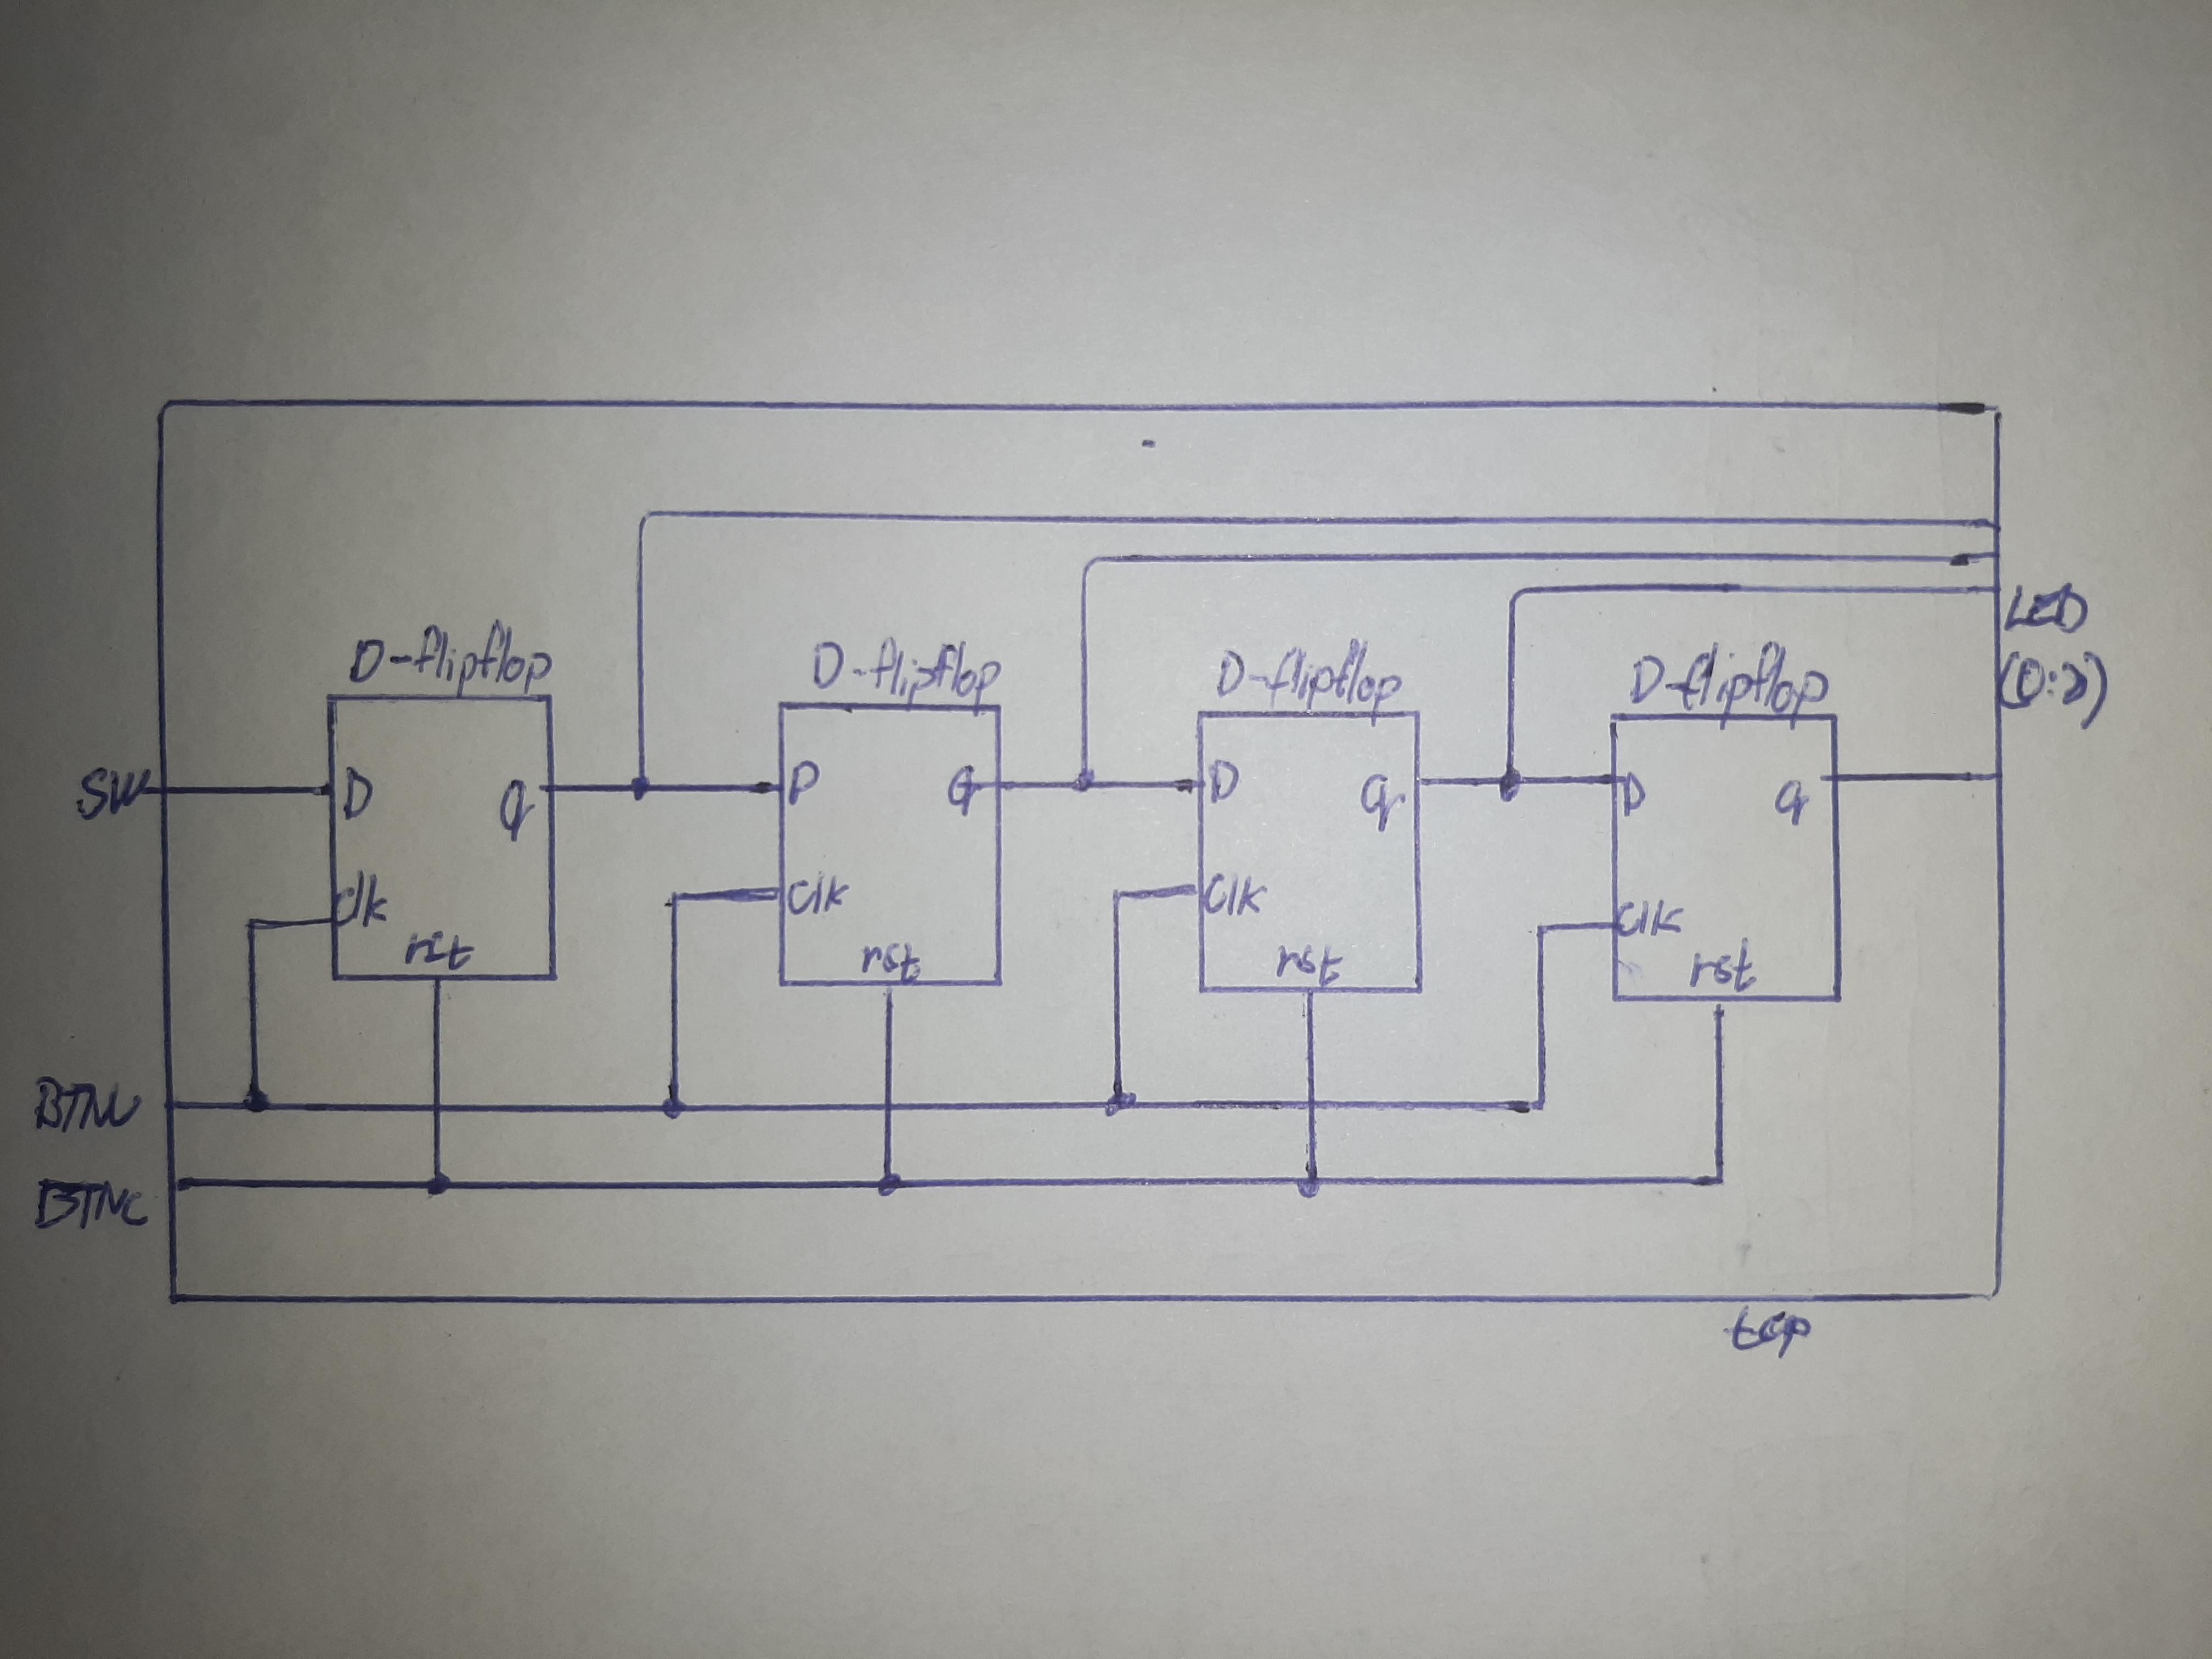 LED
(0:3)
D-flipflop
D-flipflop
D-flipflop
D-flipflop
SW
D
q
D
q
D
q
D
q
clk
clk
clk
clk
rst
rst
rst
rst
BTNU
BTNC
top